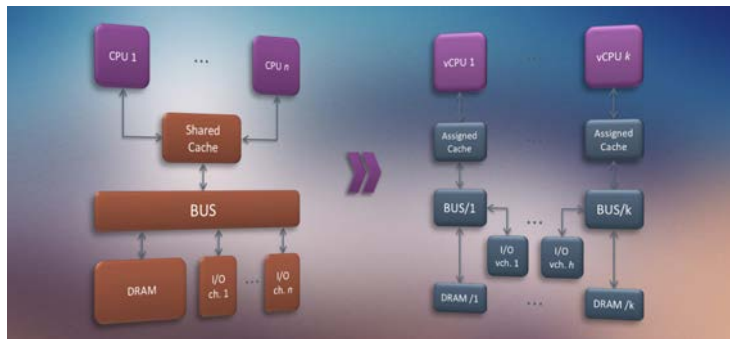 CPU 1
...
CPU n
Shared
Cache
BUS
DRAM
I/O
ch. 1
...
I/O
ch. n
vCPU 1
...
vCPU k
Assigned
Cache
...
Assigned
Cache
BUS/1
...
BUS/k
I/O
vch. 1
I/O
vch. h
DRAM /1
...
DRAM /k